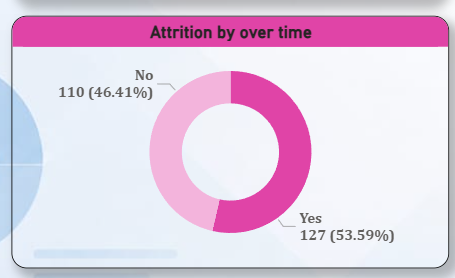 Attrition by over time
No
110 (46.41%)
Yes
127 (53.59%)